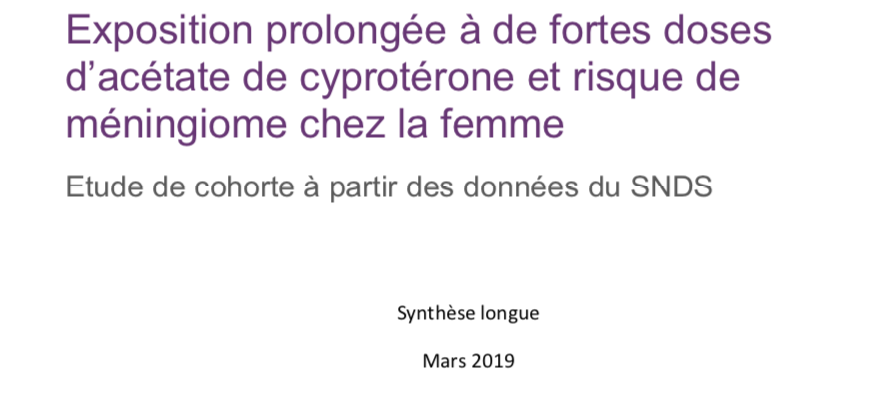 Exposition prolongée à de fortes doses
d’acétate de cyprotérone et risque de
méningiome chez la femme
Etude de cohorte à partir des données du SNDS
Synthèse longue
Mars 2019